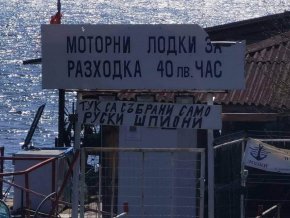 МОТОРНИ ЛОДКИ ЗА
РАЗХОДКА 40 ЛВ. ЧАС
ТУК СА СЪБРАНИ САМО
РУСКИ ШПИОНИ